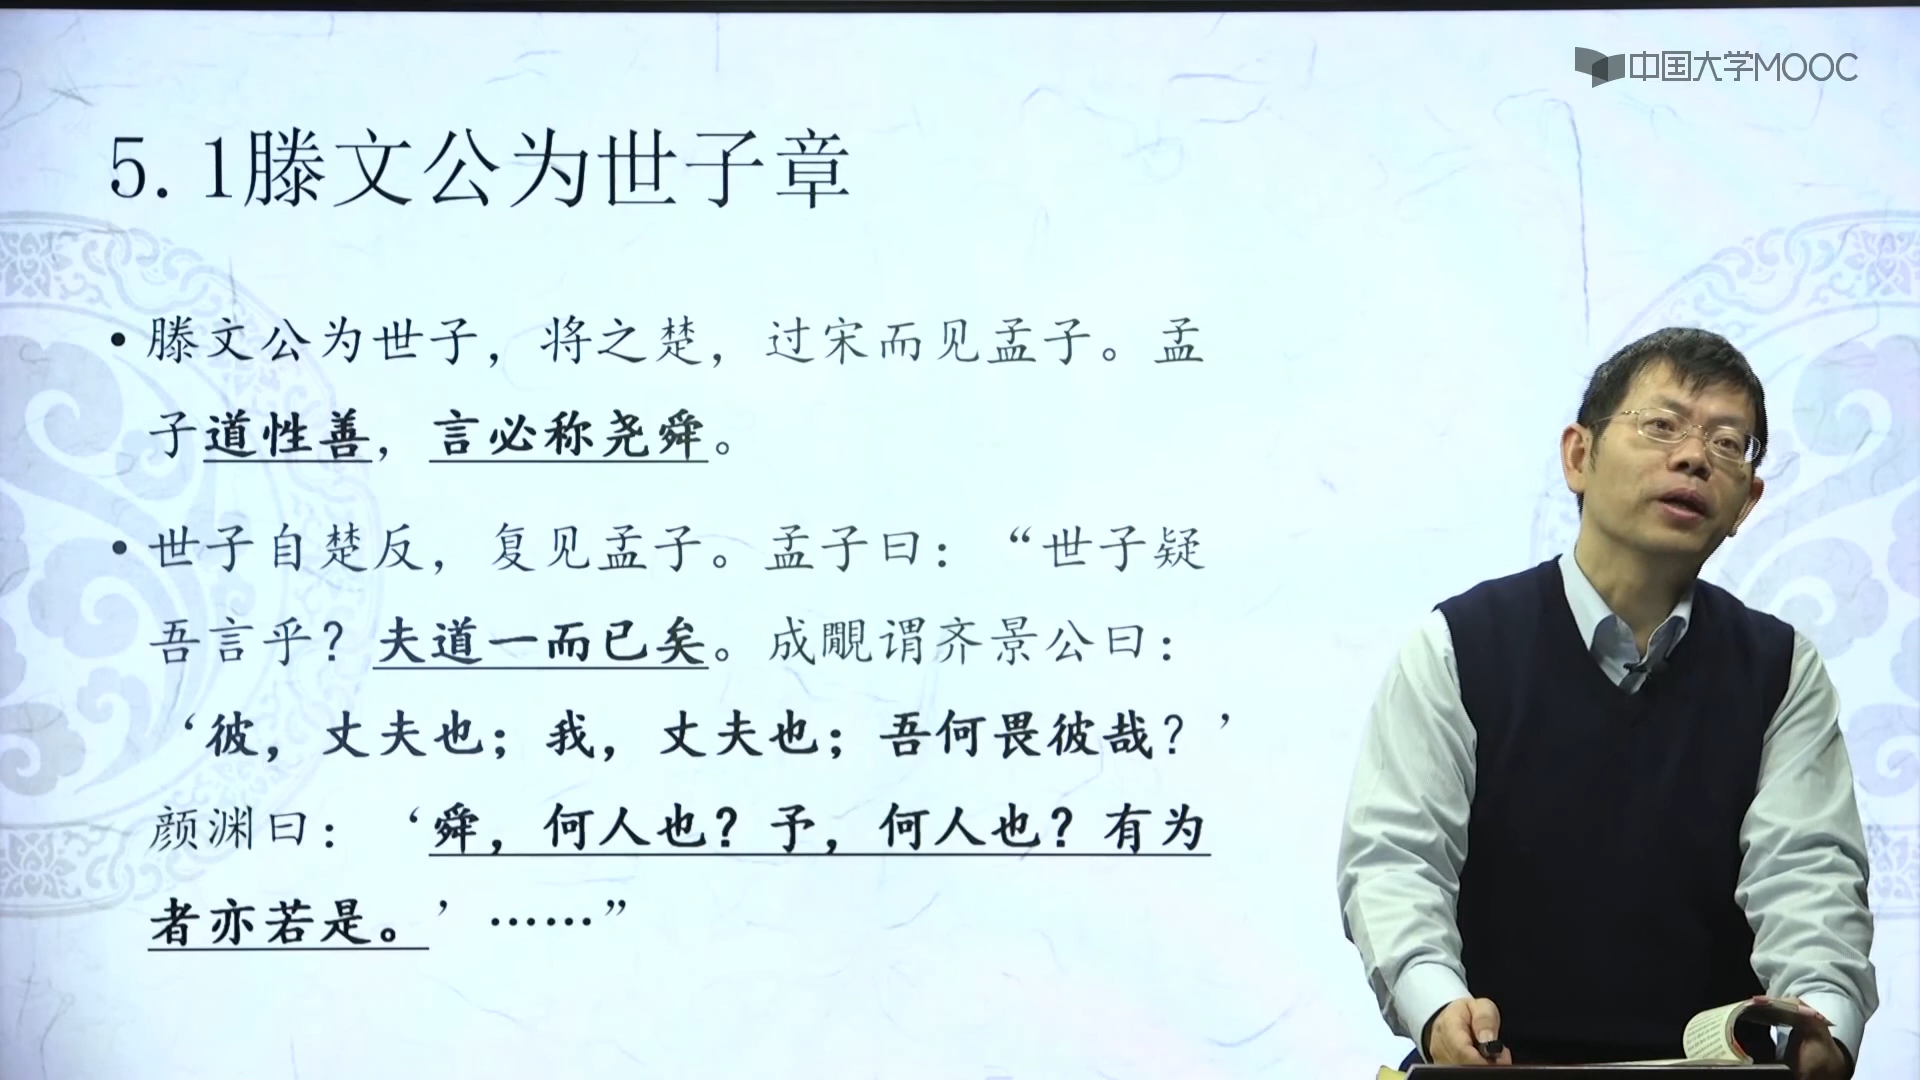 中国大学MOOC
5.1滕文公为世子章
• 滕文公为世子，将之楚，过宋而见孟子。孟
子道性善，言必称尧舜。
• 世子自楚反，复见孟子。孟子曰：“世子疑
吾言乎？夫道一而已矣。成覵谓齐景公曰：
‘彼，丈夫也；我，丈夫也；吾何畏彼哉？’
颜渊曰：‘舜，何人也？予，何人也？有为
者亦若是。’……”